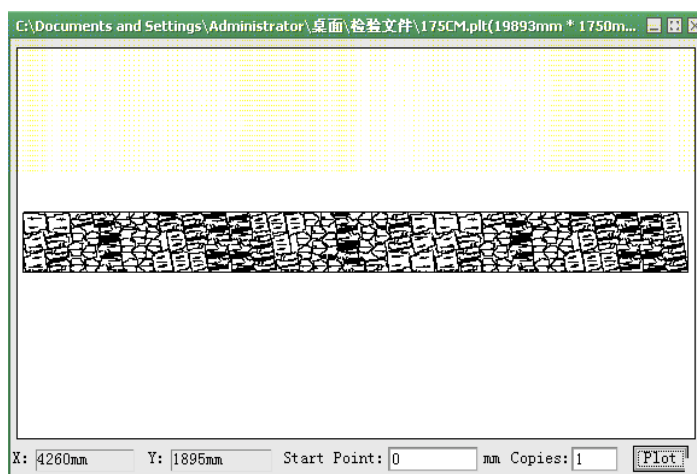 C:\Documents and Settings\Administrator\桌面\检验文件\175CM.plt(19893mm * 1750m...
X: 4260mm Y: 1895mm Start Point: 0 mm Copies: 1 Plot